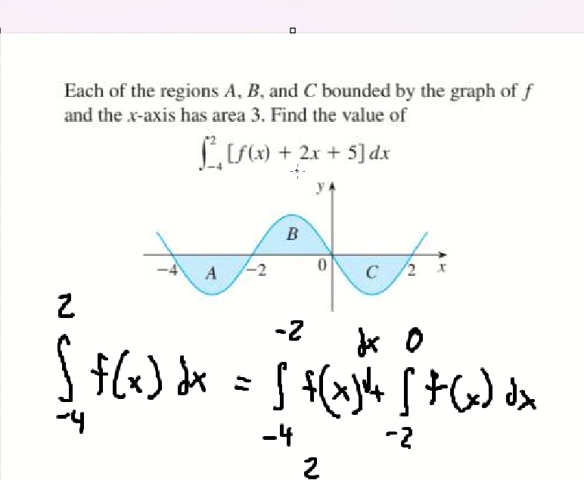 Each of the regions A, B, and C bounded by the graph of f
and the x-axis has area 3. Find the value of
∫_{-4}^{2} [f(x) + 2x + 5] dx
y
B
-4 A -2 0 C 2 x
2 -2 dx 0
∫ f(x) dx = ∫ f(x) + ∫ f(x) dx
-4 -4 -2
2